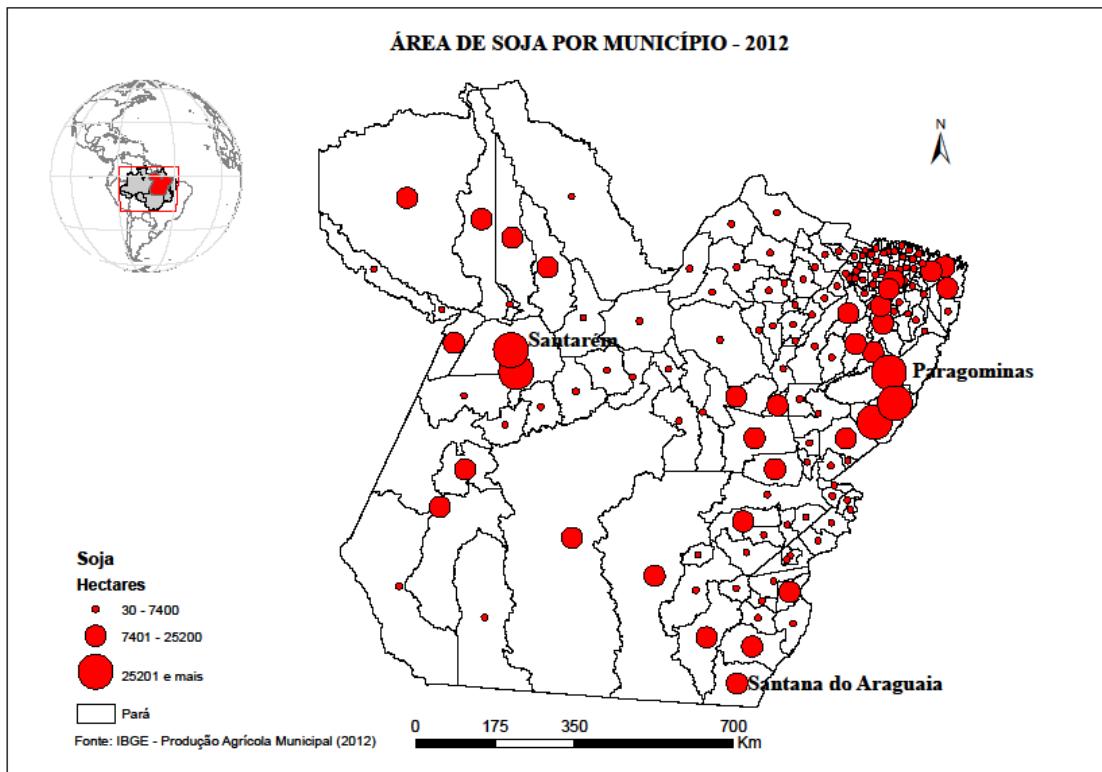 ÁREA DE SOJA POR MUNICÍPIO - 2012
N
Santarém
Paragominas
Santana do Araguaia
Soja
Hectares
30 - 7400
7401 - 25200
25201 e mais
Pará
Fonte: IBGE - Produção Agrícola Municipal (2012)
0 175 350 700
Km